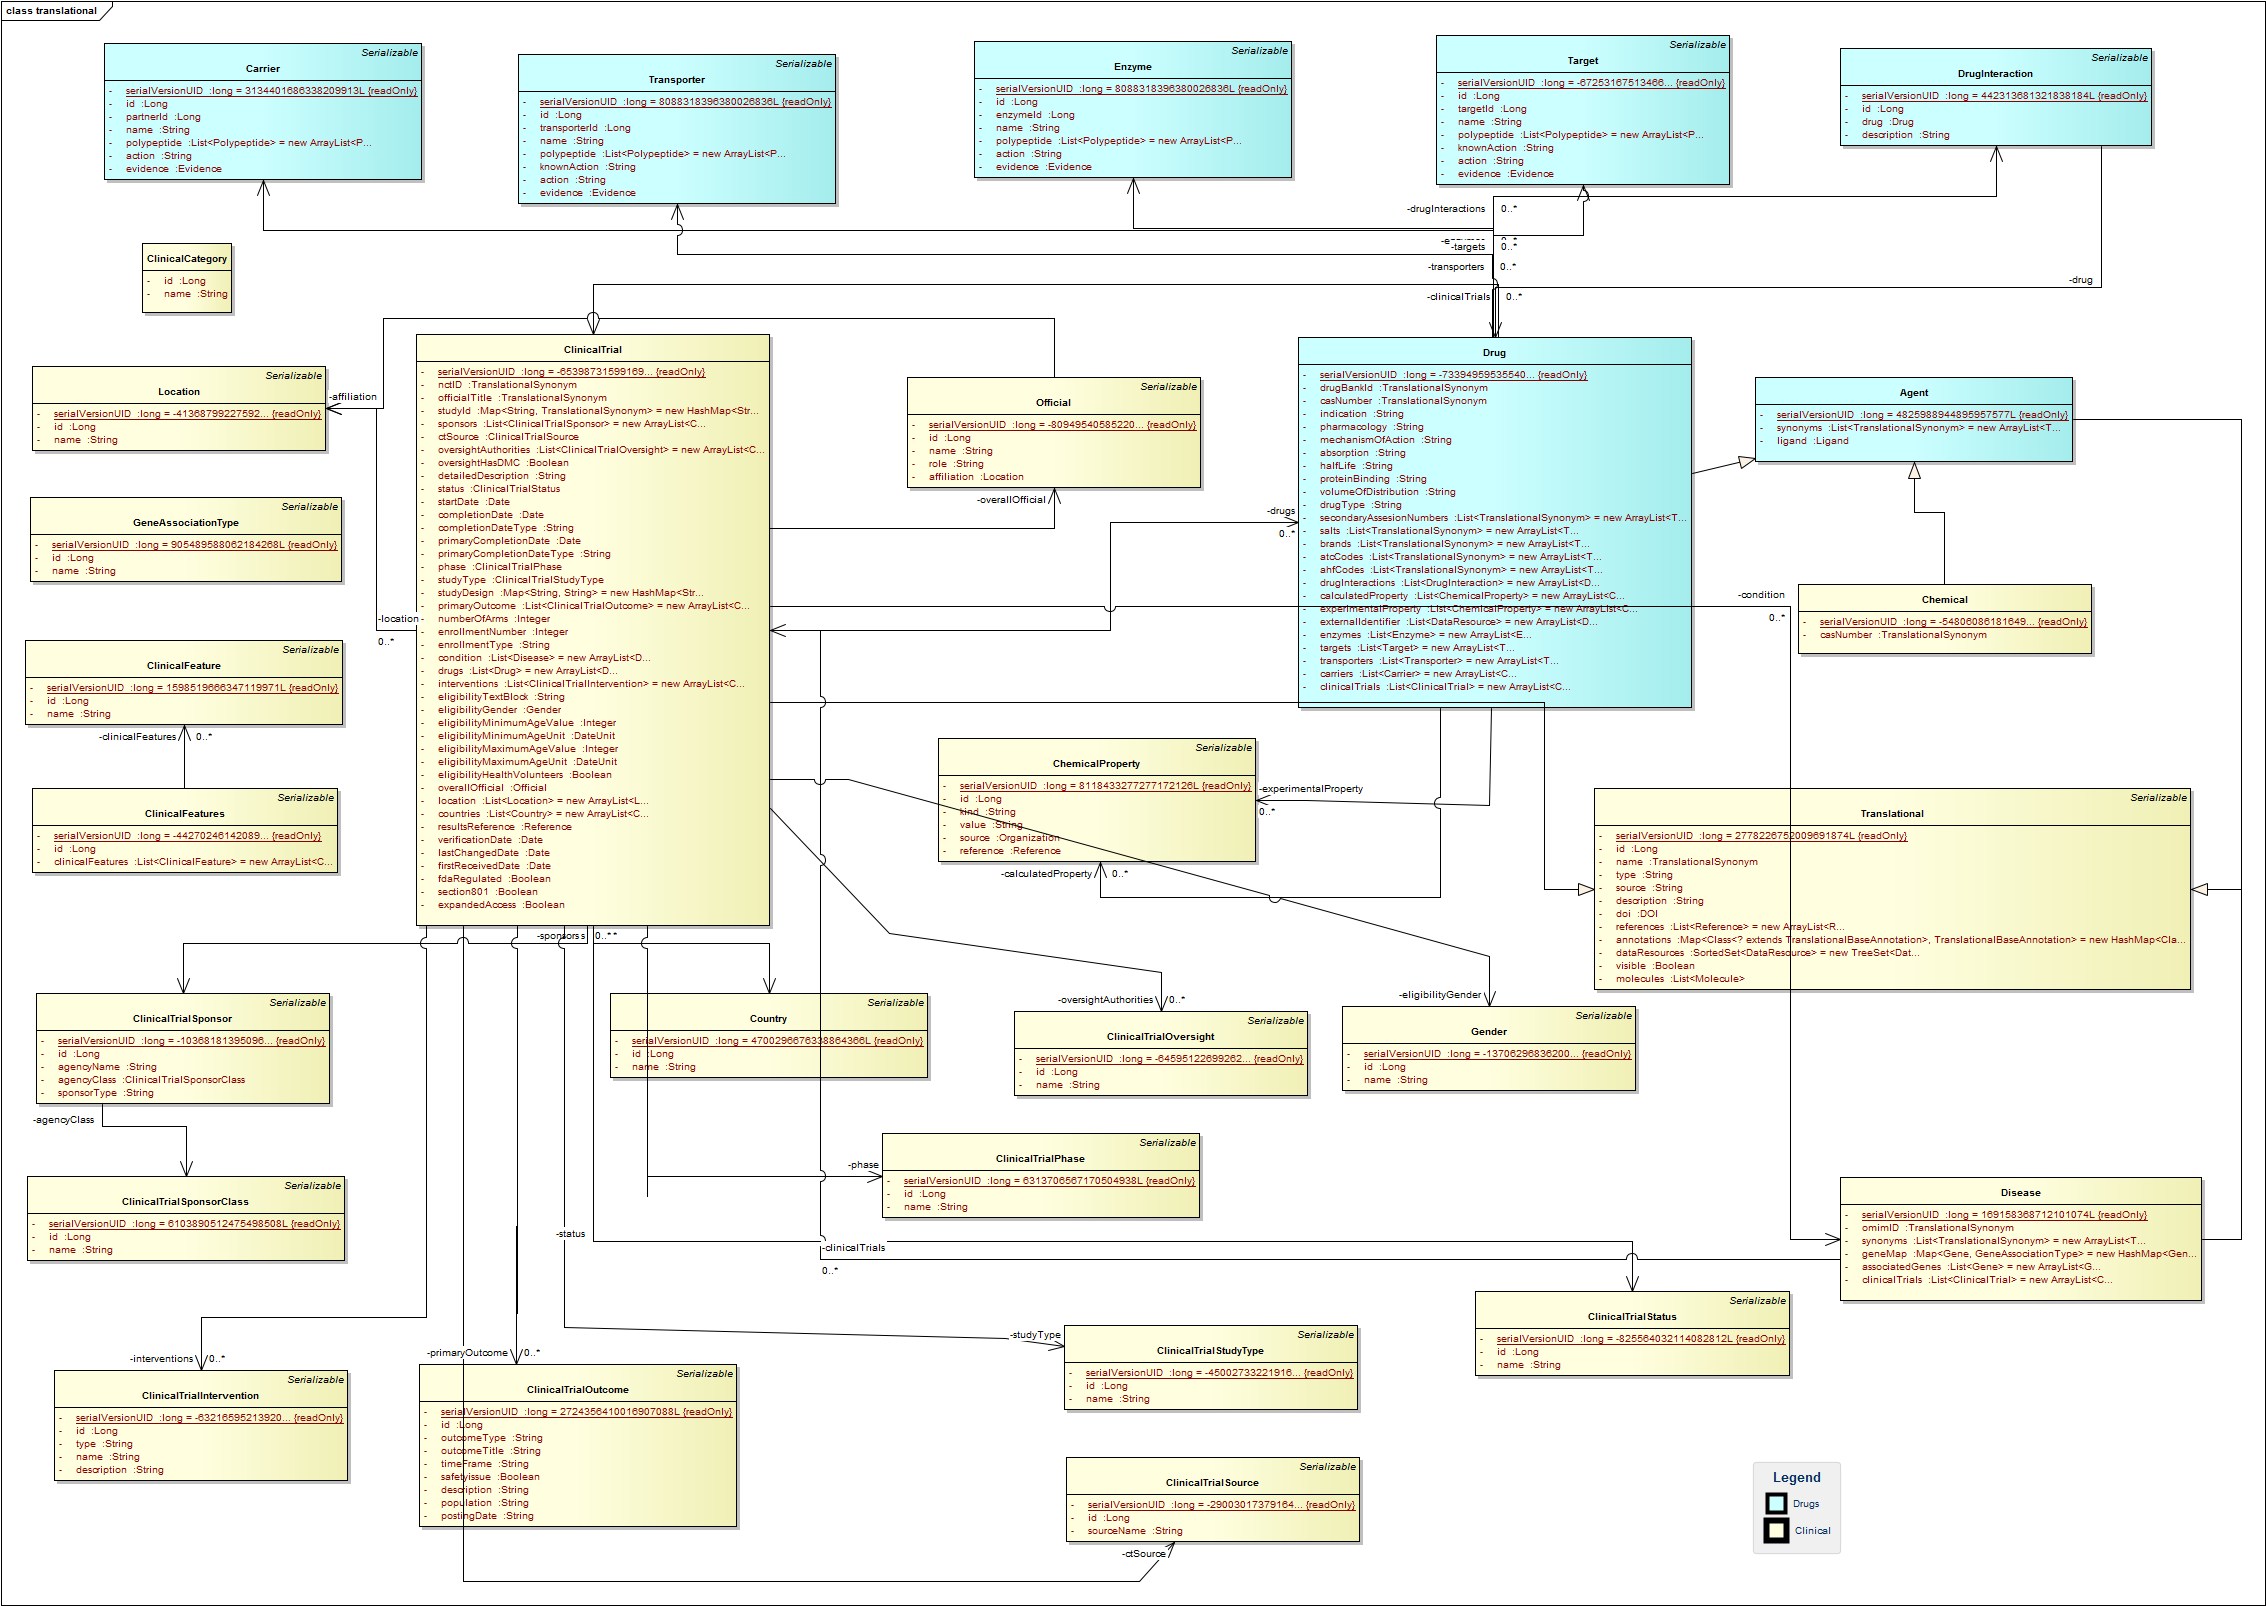 class translational
Serializable
Carrier
- serialVersionUID :long = 3134401686338209913L {readOnly}
- id :Long
- partnerId :Long
- name :String
- polypeptide :List<Polypeptide> = new ArrayList<P...
- action :String
- evidence :Evidence
Serializable
Transporter
- serialVersionUID :long = 8088318396380026836L {readOnly}
- id :Long
- transporterId :Long
- name :String
- polypeptide :List<Polypeptide> = new ArrayList<P...
- knownAction :String
- action :String
- evidence :Evidence
Serializable
Enzyme
- serialVersionUID :long = 8088318396380026836L {readOnly}
- id :Long
- enzymeId :Long
- name :String
- polypeptide :List<Polypeptide> = new ArrayList<P...
- action :String
- evidence :Evidence
Serializable
Target
- serialVersionUID :long = -67253167513466... {readOnly}
- id :Long
- targetId :Long
- name :String
- polypeptide :List<Polypeptide> = new ArrayList<P...
- knownAction :String
- action :String
- evidence :Evidence
Serializable
DrugInteraction
- serialVersionUID :long = 442313681321838184L {readOnly}
- id :Long
- drug :Drug
- description :String
-drugInteractions 0..*
-targets 0..*
-transporters 0..*
-clinicalTrials 0..*
-drug
ClinicalCategory
- id :Long
- name :String
Serializable
Location
- serialVersionUID :long = -41368799227592... {readOnly}
- id :Long
- name :String
-affiliation
ClinicalTrial
- serialVersionUID :long = -65398731599169... {readOnly}
- nctID :TranslationalSynonym
- officialTitle :TranslationalSynonym
- studyId :Map<String, TranslationalSynonym> = new HashMap<Str...
- sponsors :List<ClinicalTrialSponsor> = new ArrayList<C...
- ctSource :ClinicalTrialSource
- oversightAuthorities :List<ClinicalTrialOversight> = new ArrayList<C...
- oversightHasDMC :Boolean
- detailedDescription :String
- status :ClinicalTrialStatus
- startDate :Date
- completionDate :Date
- completionDateType :String
- primaryCompletionDate :Date
- primaryCompletionDateType :String
- phase :ClinicalTrialPhase
- studyType :ClinicalTrialStudyType
- studyDesign :Map<String, String> = new HashMap<Str...
- primaryOutcome :List<ClinicalTrialOutcome> = new ArrayList<C...
- numberOfArms :Integer
- enrollmentNumber :Integer
- enrollmentType :String
- condition :List<Disease> = new ArrayList<D...
- drugs :List<Drug> = new ArrayList<D...
- interventions :List<ClinicalTrialIntervention> = new ArrayList<C...
- eligibilityTextBlock :String
- eligibilityGender :Gender
- eligibilityMinimumAgeValue :Integer
- eligibilityMinimumAgeUnit :DateUnit
- eligibilityMaximumAgeValue :Integer
- eligibilityMaximumAgeUnit :DateUnit
- eligibilityHealthVolunteers :Boolean
- overallOfficial :Official
- location :List<Location> = new ArrayList<L...
- countries :List<Country> = new ArrayList<C...
- resultsReference :Reference
- verificationDate :Date
- lastChangedDate :Date
- firstReceivedDate :Date
- fdaRegulated :Boolean
- section801 :Boolean
- expandedAccess :Boolean
Serializable
Official
- serialVersionUID :long = -80949540585220... {readOnly}
- id :Long
- name :String
- role :String
- affiliation :Location
-overallOfficial
Drug
- serialVersionUID :long = -73394959535540... {readOnly}
- drugBankId :TranslationalSynonym
- casNumber :TranslationalSynonym
- indication :String
- pharmacology :String
- mechanismOfAction :String
- absorption :String
- halfLife :String
- proteinBinding :String
- volumeOfDistribution :String
- drugType :String
- secondaryAssesionNumbers :List<TranslationalSynonym> = new ArrayList<T...
- salts :List<TranslationalSynonym> = new ArrayList<T...
- brands :List<TranslationalSynonym> = new ArrayList<T...
- atcCodes :List<TranslationalSynonym> = new ArrayList<T...
- ahfCodes :List<TranslationalSynonym> = new ArrayList<T...
- drugInteractions :List<DrugInteraction> = new ArrayList<D...
- calculatedProperty :List<ChemicalProperty> = new ArrayList<C...
- experimentalProperty :List<ChemicalProperty> = new ArrayList<C...
- externalIdentifier :List<DataResource> = new ArrayList<D...
- enzymes :List<Enzyme> = new ArrayList<E...
- targets :List<Target> = new ArrayList<T...
- transporters :List<Transporter> = new ArrayList<T...
- carriers :List<Carrier> = new ArrayList<C...
- clinicalTrials :List<ClinicalTrial> = new ArrayList<C...
-drugs
0..*
Agent
- serialVersionUID :long = 4825988944895957577L {readOnly}
- synonyms :List<TranslationalSynonym> = new ArrayList<T...
- ligand :Ligand
Serializable
GeneAssociationType
- serialVersionUID :long = 905489588062184268L {readOnly}
- id :Long
- name :String
-condition
0..*
Chemical
- serialVersionUID :long = -54806086181649... {readOnly}
- casNumber :TranslationalSynonym
-location
0..*
Serializable
ClinicalFeature
- serialVersionUID :long = 1598519666347119971L {readOnly}
- id :Long
- name :String
-clinicalFeatures 0..*
Serializable
ClinicalFeatures
- serialVersionUID :long = -44270246142089... {readOnly}
- id :Long
- clinicalFeatures :List<ClinicalFeature> = new ArrayList<C...
Serializable
ChemicalProperty
- serialVersionUID :long = 8118433277277172126L {readOnly}
- id :Long
- kind :String
- value :String
- source :Organization
- reference :Reference
-experimentalProperty
0..*
-calculatedProperty 0..*
Serializable
Translational
- serialVersionUID :long = 2778226752009691874L {readOnly}
- id :Long
- name :TranslationalSynonym
- type :String
- source :String
- description :String
- doi :DOI
- references :List<Reference> = new ArrayList<R...
- annotations :Map<Class<? extends TranslationalBaseAnnotation>, TranslationalBaseAnnotation> = new HashMap<Cla...
- dataResources :SortedSet<DataResource> = new TreeSet<Dat...
- visible :Boolean
- molecules :List<Molecule>
-sponsors 0..*
Serializable
ClinicalTrialSponsor
- serialVersionUID :long = -10368181395096... {readOnly}
- id :Long
- agencyName :String
- agencyClass :ClinicalTrialSponsorClass
- sponsorType :String
-agencyClass
Serializable
Country
- serialVersionUID :long = 4700296676338864366L {readOnly}
- id :Long
- name :String
-oversightAuthorities 0..*
Serializable
ClinicalTrialOversight
- serialVersionUID :long = -64595122699262... {readOnly}
- id :Long
- name :String
-eligibilityGender
Serializable
Gender
- serialVersionUID :long = -13706296836200... {readOnly}
- id :Long
- name :String
Serializable
ClinicalTrialSponsorClass
- serialVersionUID :long = 6103890512475498508L {readOnly}
- id :Long
- name :String
-phase
Serializable
ClinicalTrialPhase
- serialVersionUID :long = 6313706567170504938L {readOnly}
- id :Long
- name :String
Disease
- serialVersionUID :long = 169158368712101074L {readOnly}
- omimID :TranslationalSynonym
- synonyms :List<TranslationalSynonym> = new ArrayList<T...
- geneMap :Map<Gene, GeneAssociationType> = new HashMap<Gen...
- associatedGenes :List<Gene> = new ArrayList<G...
- clinicalTrials :List<ClinicalTrial> = new ArrayList<C...
-status
-clinicalTrials
0..*
Serializable
ClinicalTrialStatus
- serialVersionUID :long = -825564032114082812L {readOnly}
- id :Long
- name :String
-interventions 0..*
Serializable
ClinicalTrialIntervention
- serialVersionUID :long = -63216595213920... {readOnly}
- id :Long
- type :String
- name :String
- description :String
-primaryOutcome 0..*
Serializable
ClinicalTrialOutcome
- serialVersionUID :long = 2724356410016907088L {readOnly}
- id :Long
- outcomeType :String
- outcomeTitle :String
- timeFrame :String
- safetyissue :Boolean
- description :String
- population :String
- postingDate :String
-studyType
Serializable
ClinicalTrialStudyType
- serialVersionUID :long = -45002733221916... {readOnly}
- id :Long
- name :String
Serializable
ClinicalTrialSource
- serialVersionUID :long = -29003017379164... {readOnly}
- id :Long
- sourceName :String
-ctSource
Legend
Drugs
Clinical